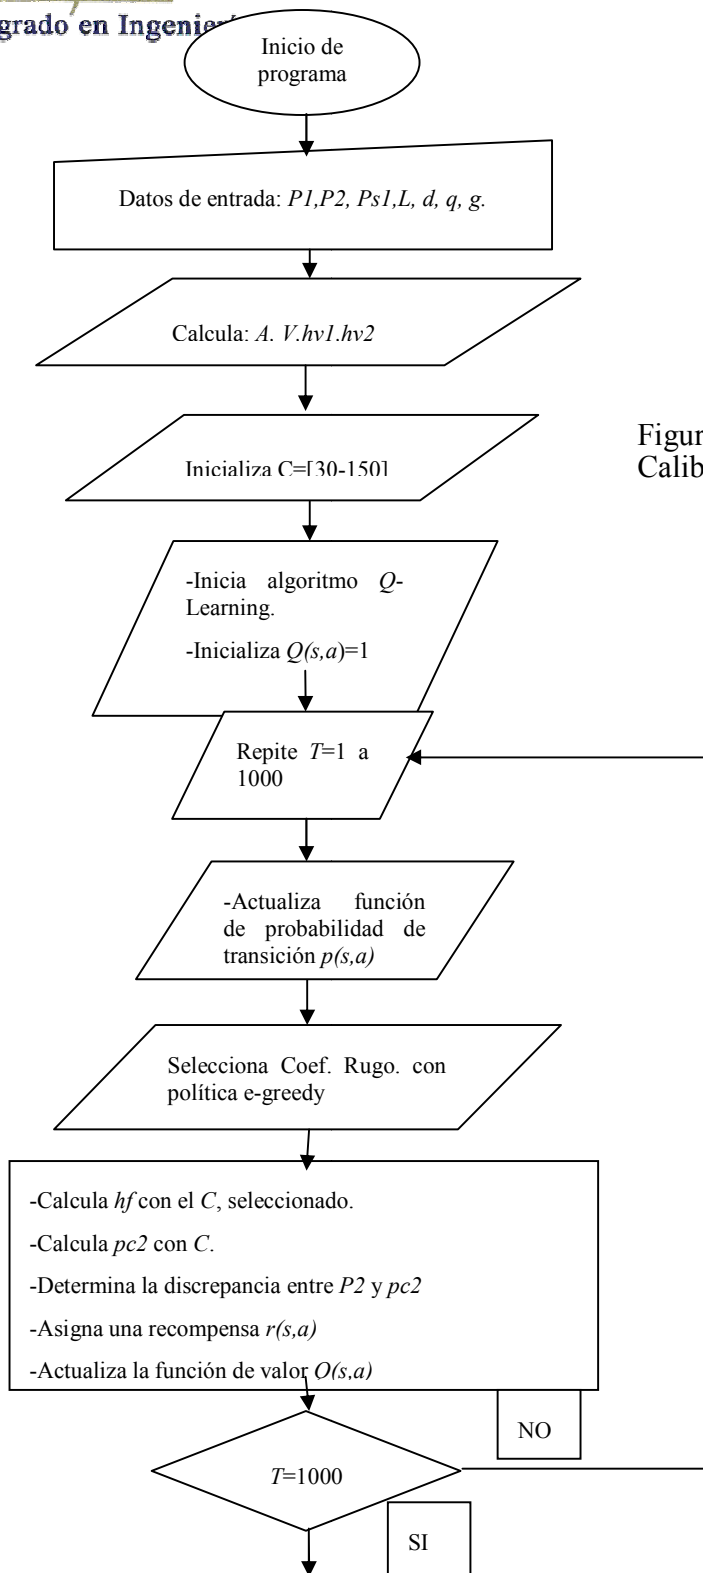 grado en Ingenier
Inicio de
programa
Datos de entrada: P1,P2, Ps1,L, d, q, g.
Calcula: A. V.hv1.hv2
Figur
Calib
Inicializa C=[30-150]
-Inicia algoritmo Q-
Learning.
-Inicializa Q(s,a)=1
Repite T=1 a
1000
-Actualiza función
de probabilidad de
transición p(s,a)
Selecciona Coef. Rugo. con
política e-greedy
-Calcula hf con el C, seleccionado.
-Calcula pc2 con C.
-Determina la discrepancia entre P2 y pc2
-Asigna una recompensa r(s,a)
-Actualiza la función de valor Q(s,a)
NO
T=1000
SI